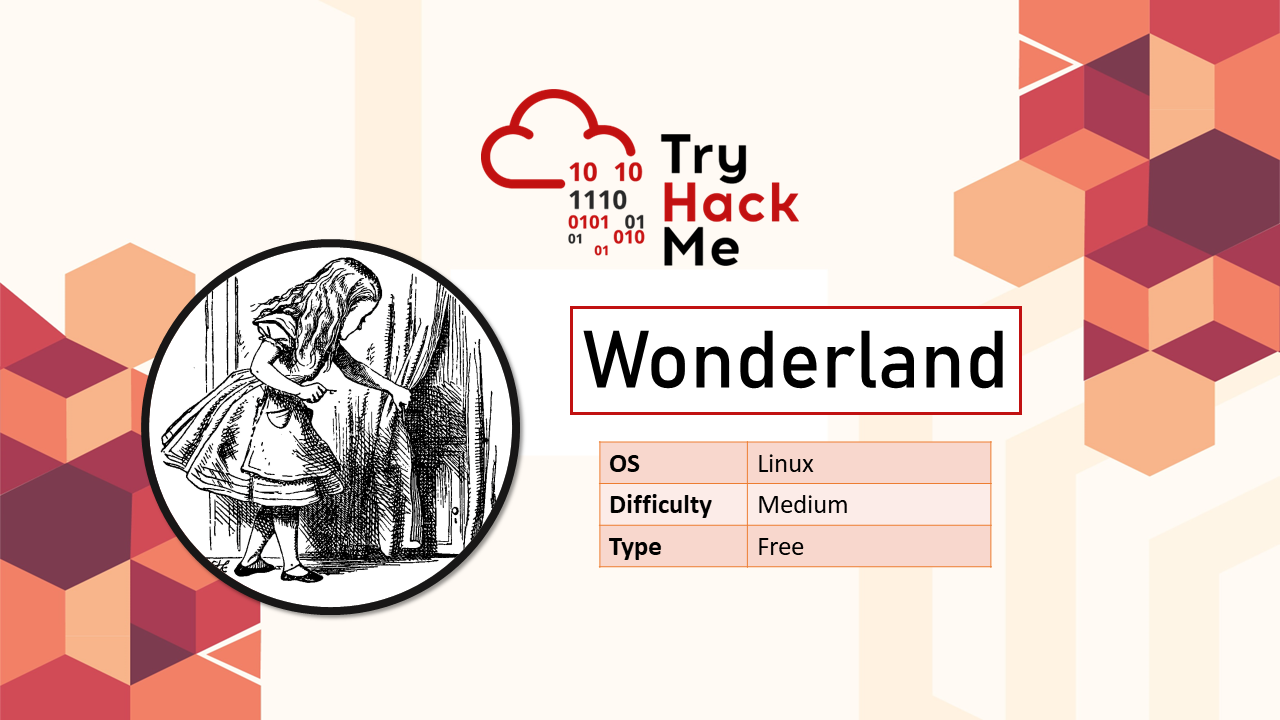 10 10
1110
0101 01
01 010
01
Try
Hack
Me
Wonderland
OS Linux
Difficulty Medium
Type Free